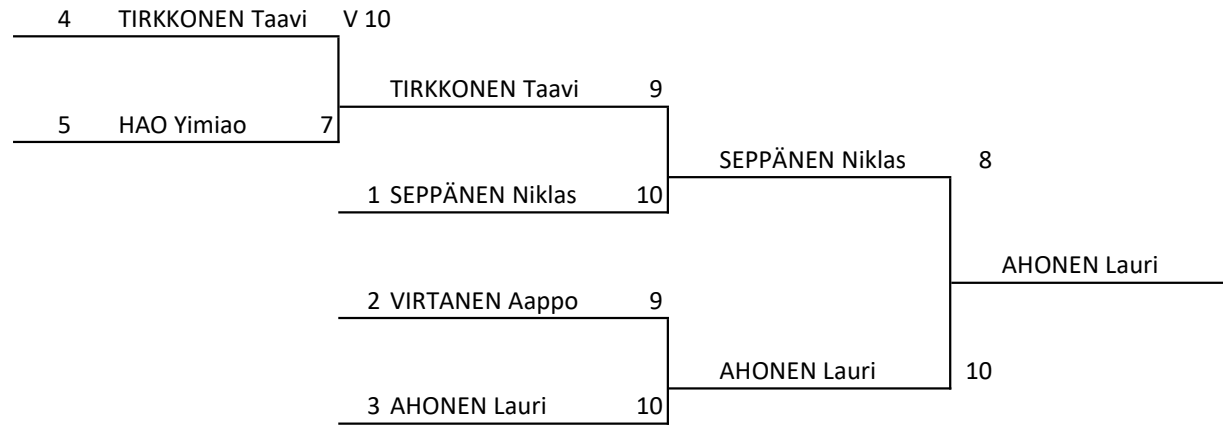 4 TIRKKONEN Taavi V 10
TIRKKONEN Taavi 9
5 HAO Yimiao 7
SEPPÄNEN Niklas 8
1 SEPPÄNEN Niklas 10
AHONEN Lauri
2 VIRTANEN Aappo 9
AHONEN Lauri 10
3 AHONEN Lauri 10